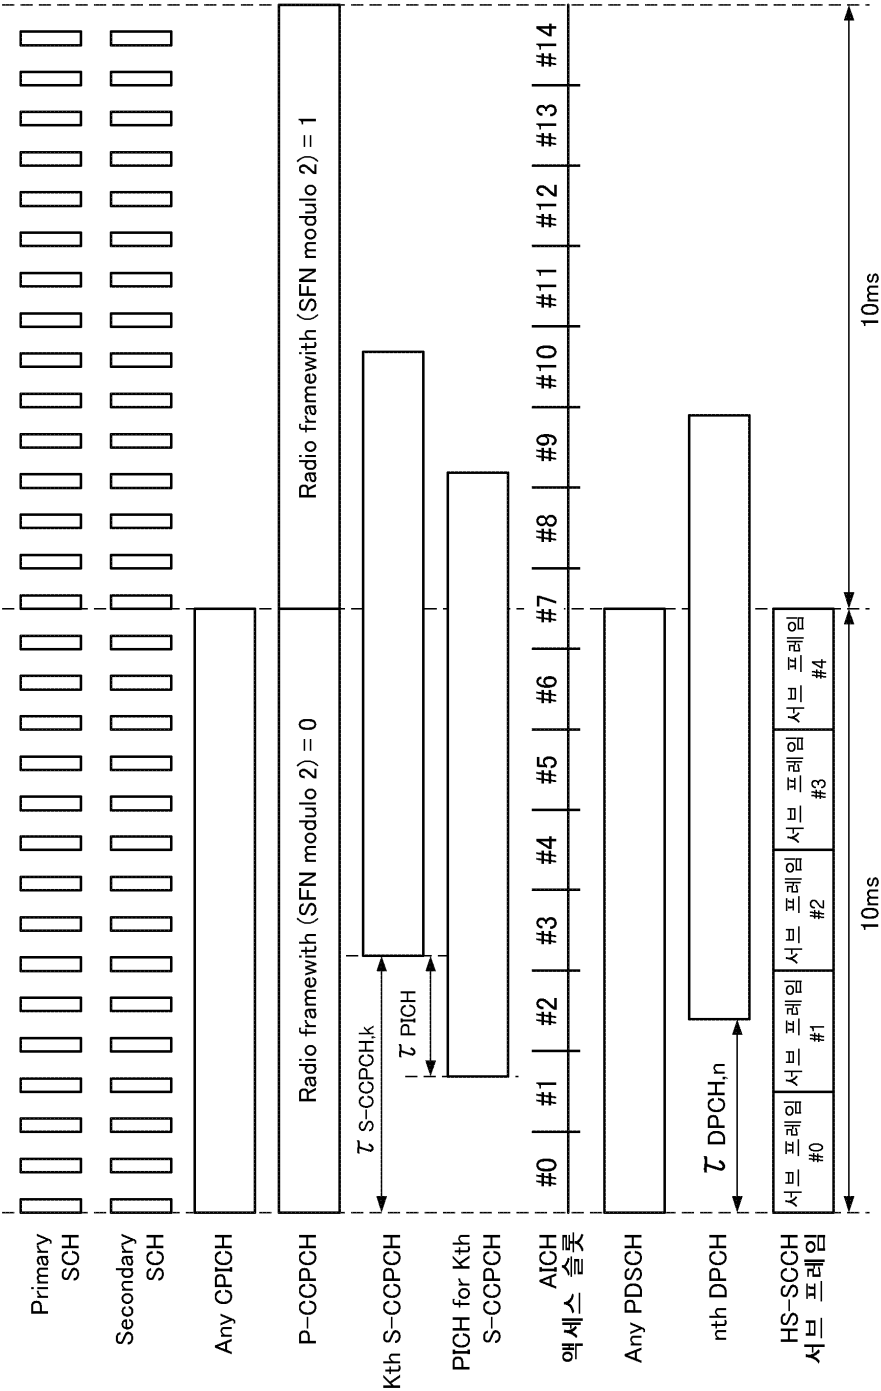 Primary
SCH
Secondary
SCH
Any CPICH
P-CCPCH
Radio framewith (SFN modulo 2) = 0
Radio framewith (SFN modulo 2) = 1
Kth S-CCPCH
τ S-CCPCH,k
PICH for Kth
S-CCPCH
τ PICH
AICH
액세스 슬롯
#0 #1 #2 #3 #4 #5 #6 #7 #8 #9 #10 #11 #12 #13 #14
Any PDSCH
nth DPCH
τ DPCH,n
HS-SCCH
서브 프레임
서브 프레임
#0
서브 프레임
#1
서브 프레임
#2
서브 프레임
#3
서브 프레임
#4
10ms
10ms